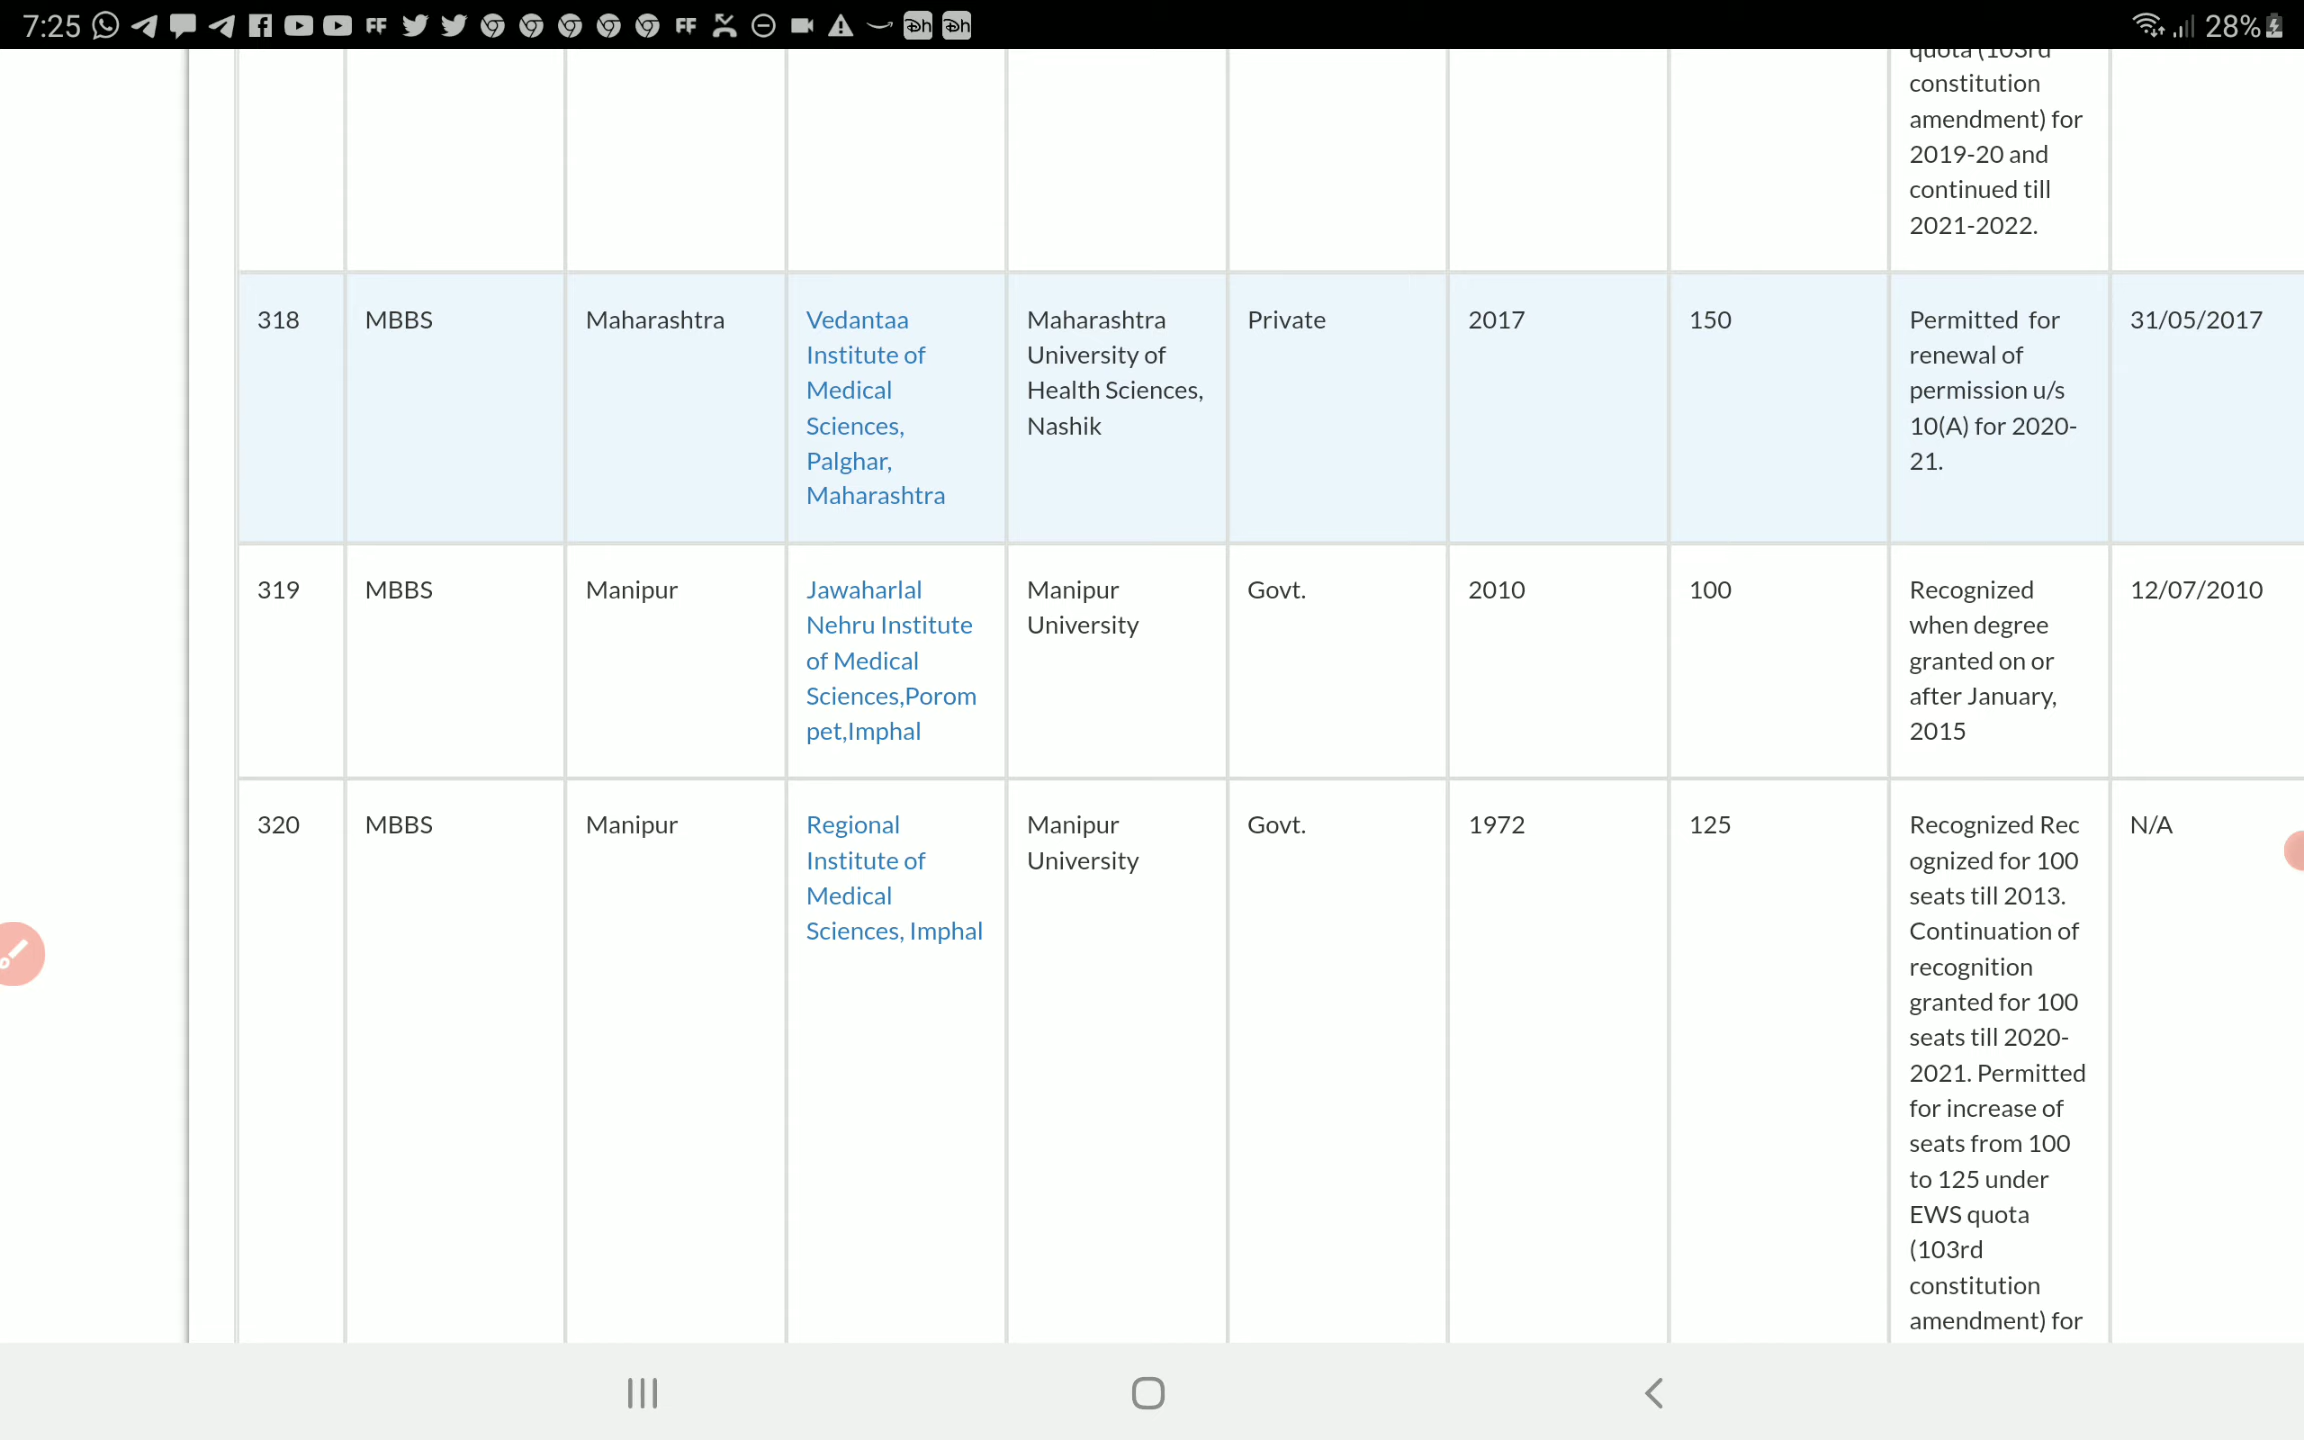 7:25
FF
FF
28%
quota (103rd
constitution
amendment) for
2019-20 and
continued till
2021-2022.
318
MBBS
Maharashtra
Vedantaa
Institute of
Medical
Sciences,
Palghar,
Maharashtra
Maharashtra
University of
Health Sciences,
Nashik
Private
2017
150
Permitted for
renewal of
permission u/s
10(A) for 2020-
21.
31/05/2017
319
MBBS
Manipur
Jawaharlal
Nehru Institute
of Medical
Sciences,Porom
pet,Imphal
Manipur
University
Govt.
2010
100
Recognized
when degree
granted on or
after January,
2015
12/07/2010
320
MBBS
Manipur
Regional
Institute of
Medical
Sciences, Imphal
Manipur
University
Govt.
1972
125
Recognized Rec
ognized for 100
seats till 2013.
Continuation of
recognition
granted for 100
seats till 2020-
2021. Permitted
for increase of
seats from 100
to 125 under
EWS quota
(103rd
constitution
amendment) for
N/A